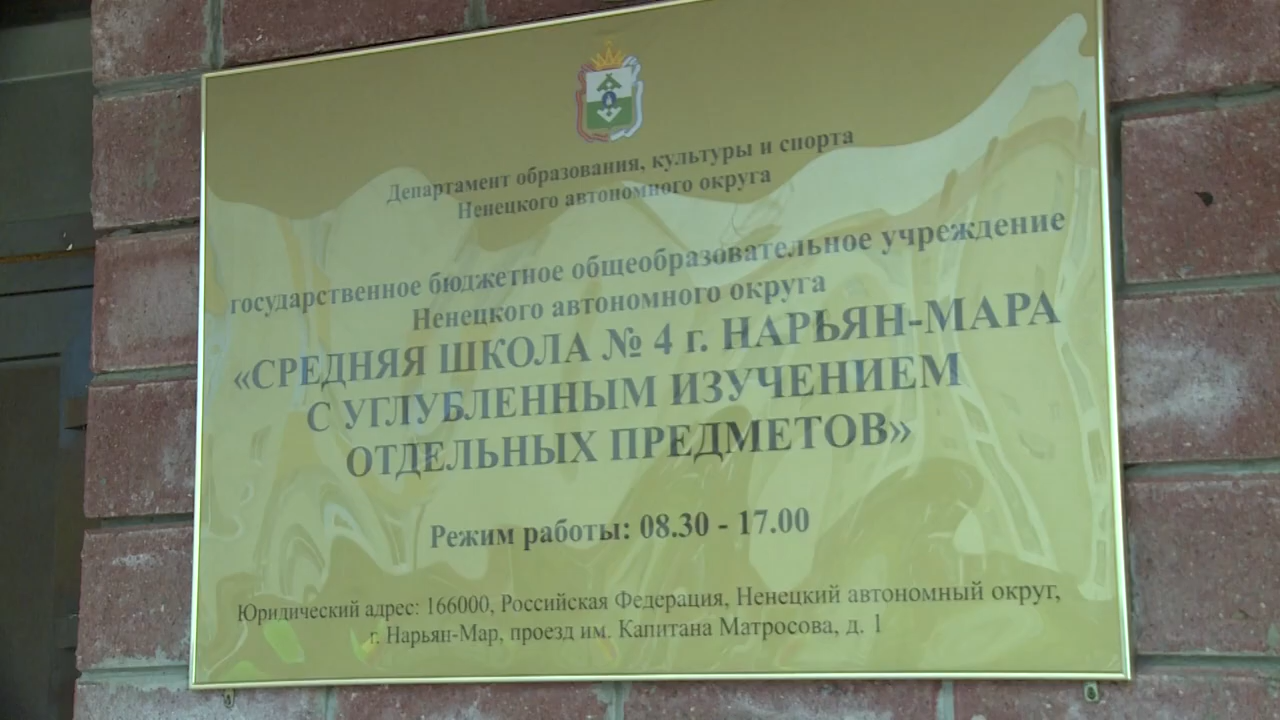 Департамент образования, культуры и спорта
Ненецкого автономного округа
государственное бюджетное общеобразовательное учреждение
Ненецкого автономного округа
«СРЕДНЯЯ ШКОЛА № 4 г. НАРЬЯН-МАРА
С УГЛУБЛЕННЫМ ИЗУЧЕНИЕМ
ОТДЕЛЬНЫХ ПРЕДМЕТОВ»
Режим работы: 08.30 - 17.00
Юридический адрес: 166000, Российская Федерация, Ненецкий автономный округ,
г. Нарьян-Мар, проезд им. Капитана Матросова, д. 1